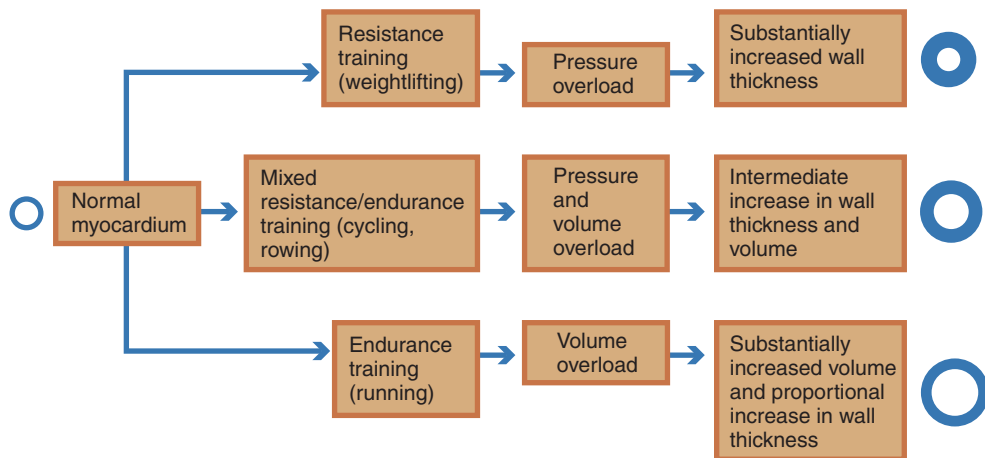 Normal
myocardium
Resistance
training
(weightlifting)
Pressure
overload
Substantially
increased wall
thickness
Mixed
resistance/endurance
training (cycling,
rowing)
Pressure
and
volume
overload
Intermediate
increase in wall
thickness and
volume
Endurance
training
(running)
Volume
overload
Substantially
increased volume
and proportional
increase in wall
thickness